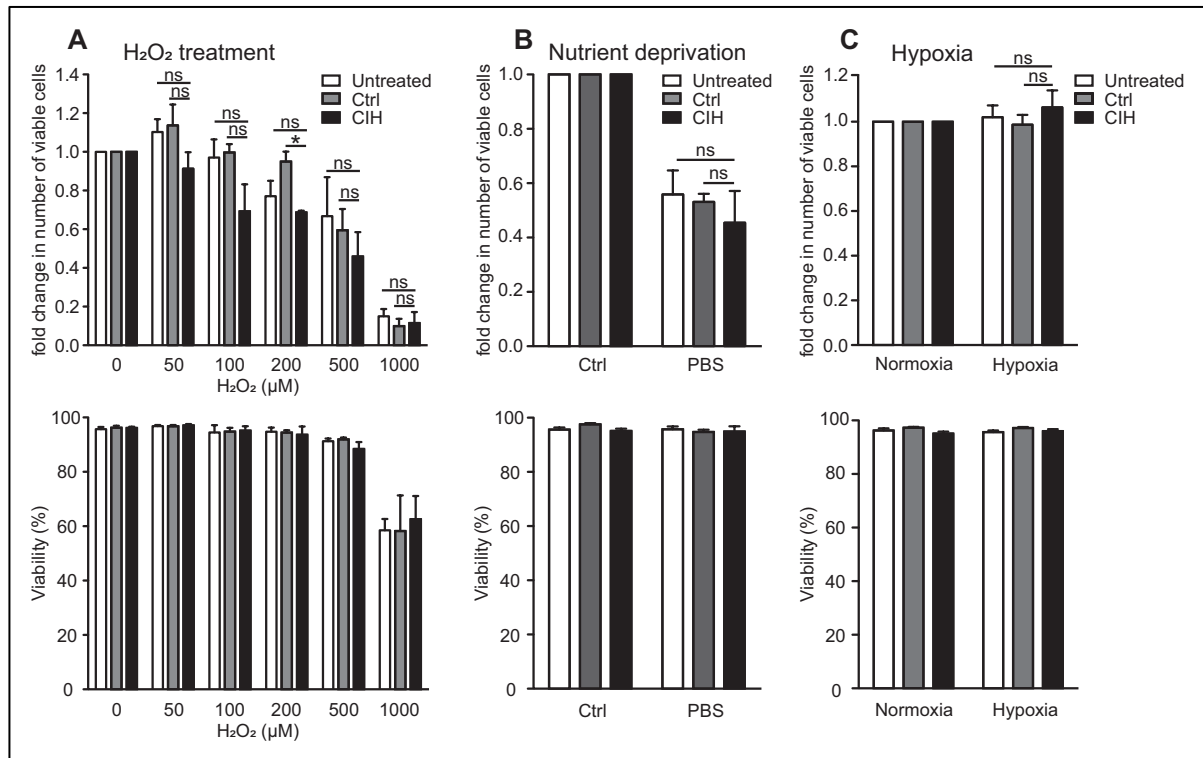 A
H₂O₂ treatment
fold change in number of viable cells
1.4
1.2
1.0
0.8
0.6
0.4
0.2
0.0
ns
ns
ns
ns
ns
*
ns
ns
ns
ns
Untreated
Ctrl
CIH
0 50 100 200 500 1000
H₂O₂ (µM)
B
Nutrient deprivation
fold change in number of viable cells
1.0
0.8
0.6
0.4
0.2
0.0
ns
ns
Untreated
Ctrl
CIH
Ctrl PBS
C
Hypoxia
fold change in number of viable cells
1.2
1.0
0.8
0.6
0.4
0.2
0.0
ns
ns
Untreated
Ctrl
CIH
Normoxia Hypoxia
Viability (%)
100
80
60
40
20
0
0 50 100 200 500 1000
H₂O₂ (µM)
Viability (%)
100
80
60
40
20
0
Ctrl PBS
Viability (%)
100
80
60
40
20
0
Normoxia Hypoxia